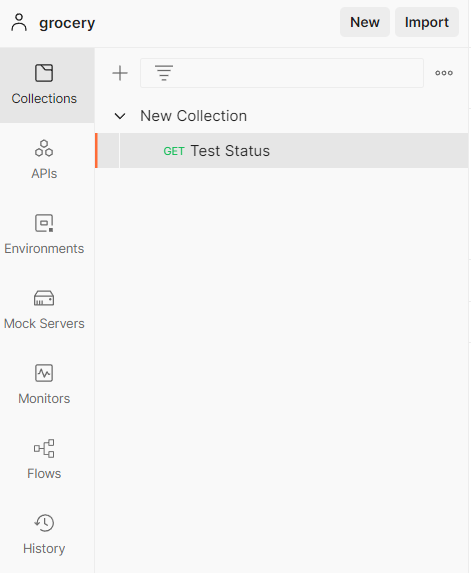 grocery
New
Import
Collections
New Collection
GET Test Status
APIs
Environments
Mock Servers
Monitors
Flows
History